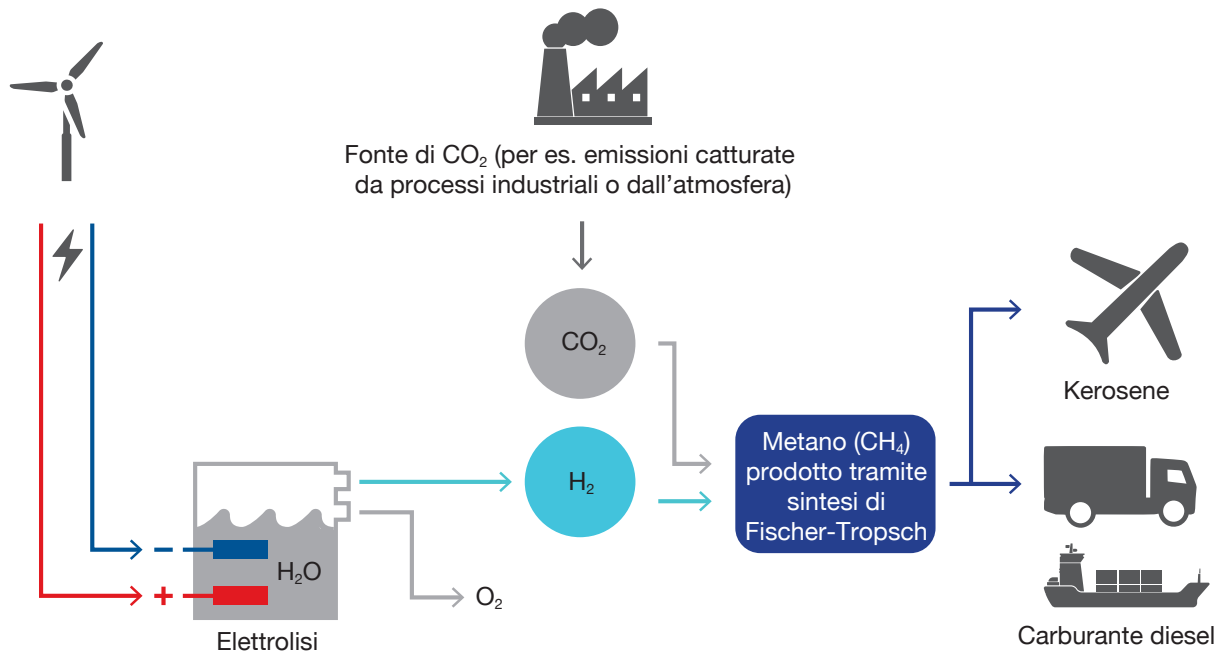 Fonte di CO₂ (per es. emissioni catturate
da processi industriali o dall’atmosfera)
CO₂
Kerosene
H₂
Metano (CH₄)
prodotto tramite
sintesi di
Fischer-Tropsch
–
+
H₂O
O₂
Elettrolisi
Carburante diesel